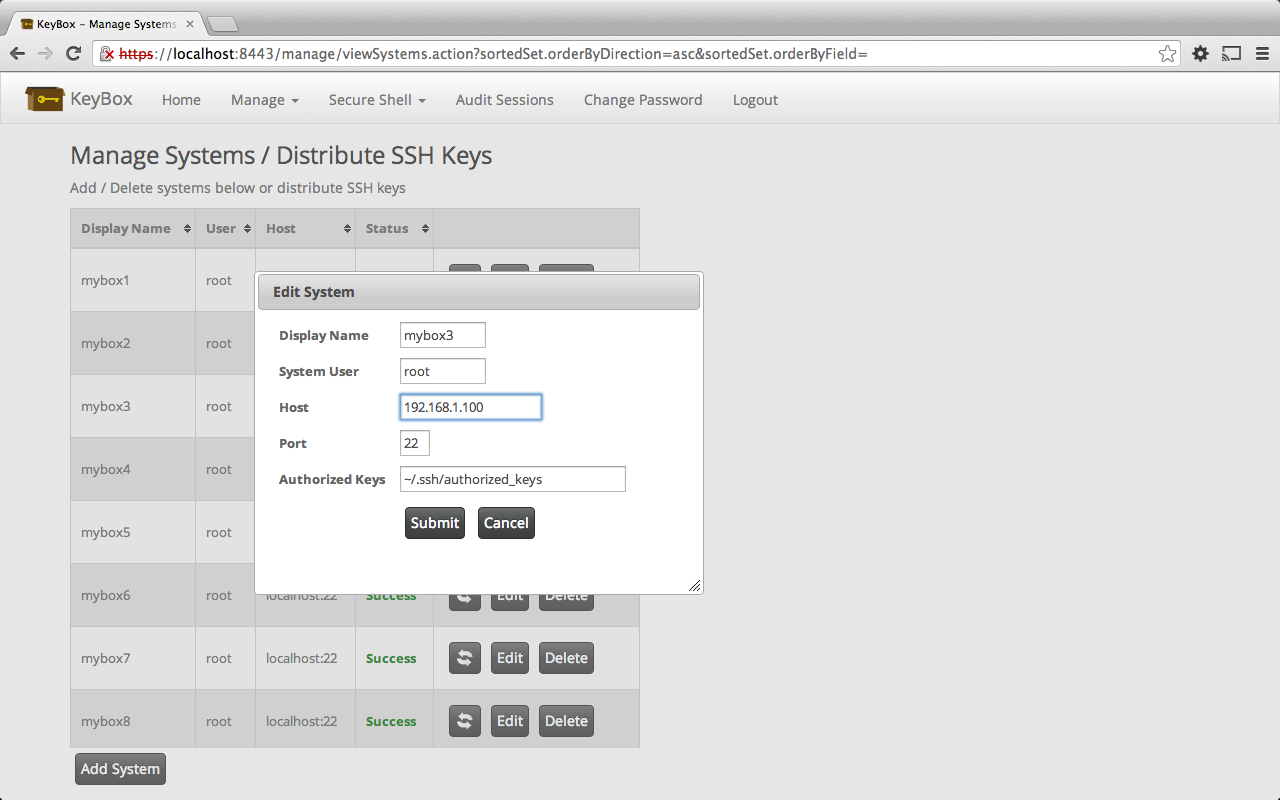 KeyBox – Manage Systems
https://localhost:8443/manage/viewSystems.action?sortedSet.orderByDirection=asc&sortedSet.orderByField=
KeyBox Home Manage Secure Shell Audit Sessions Change Password Logout
Manage Systems / Distribute SSH Keys
Add / Delete systems below or distribute SSH keys
Display Name User Host Status
mybox1 root
Edit System
Display Name mybox3
mybox2 root
System User root
mybox3 root
Host 192.168.1.100
Port 22
mybox4 root
Authorized Keys ~/.ssh/authorized_keys
Submit Cancel
mybox5 root
mybox6 root localhost:22 Success Edit Delete
mybox7 root localhost:22 Success Edit Delete
mybox8 root localhost:22 Success Edit Delete
Add System